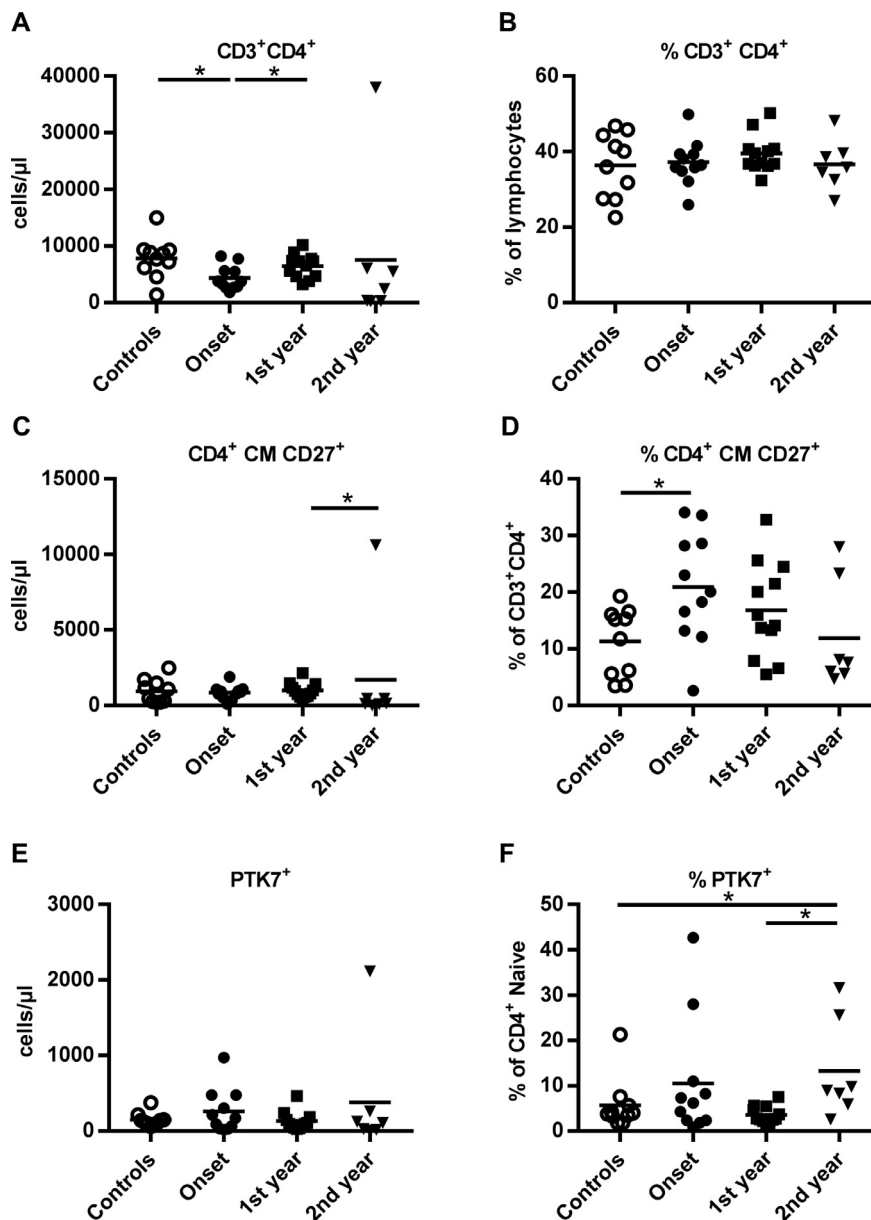 A
CD3⁺CD4⁺
* *
cells/µl
40000
30000
20000
10000
0
Controls Onset 1st year 2nd year
B
% CD3⁺ CD4⁺
% of lymphocytes
60
40
20
0
Controls Onset 1st year 2nd year
C
CD4⁺ CM CD27⁺
*
cells/µl
15000
10000
5000
0
Controls Onset 1st year 2nd year
D
% CD4⁺ CM CD27⁺
*
% of CD3⁺CD4⁺
40
30
20
10
0
Controls Onset 1st year 2nd year
E
PTK7⁺
cells/µl
3000
2000
1000
0
Controls Onset 1st year 2nd year
F
% PTK7⁺
*
*
% of CD4⁺ Naive
50
40
30
20
10
0
Controls Onset 1st year 2nd year